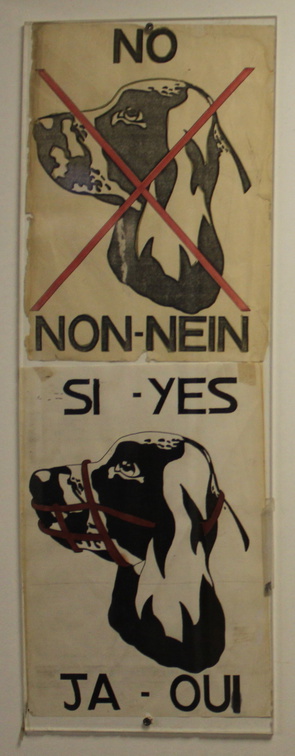 NO
NON-NEIN
SI - YES
JA - OUI